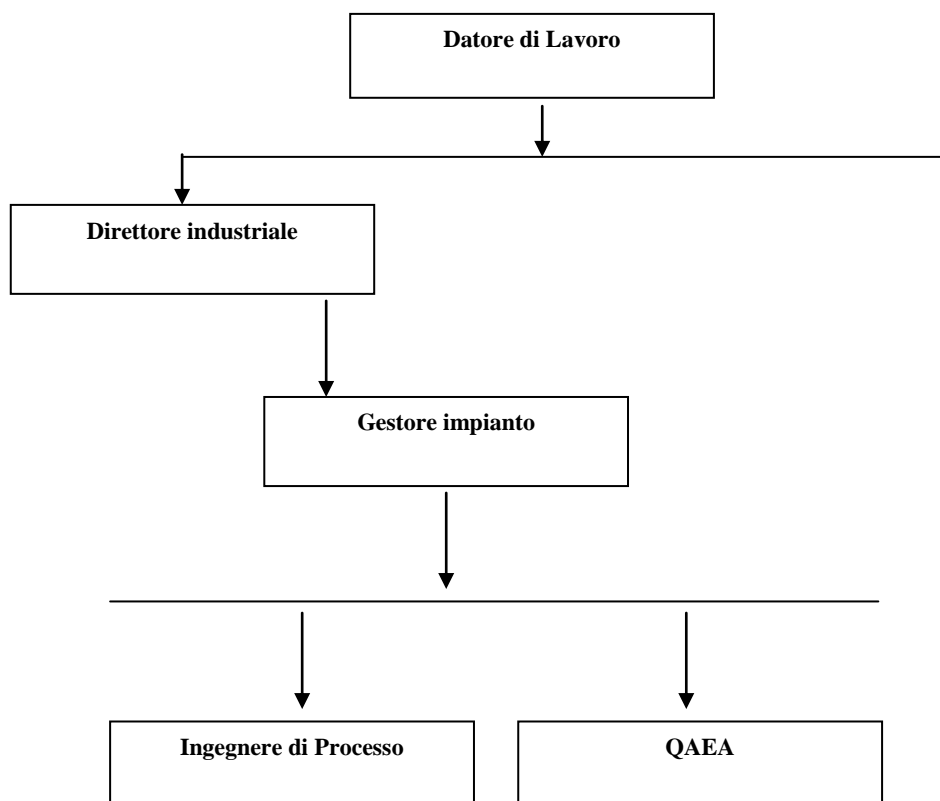 Datore di Lavoro
Direttore industriale
Gestore impianto
Ingegnere di Processo
QAEA